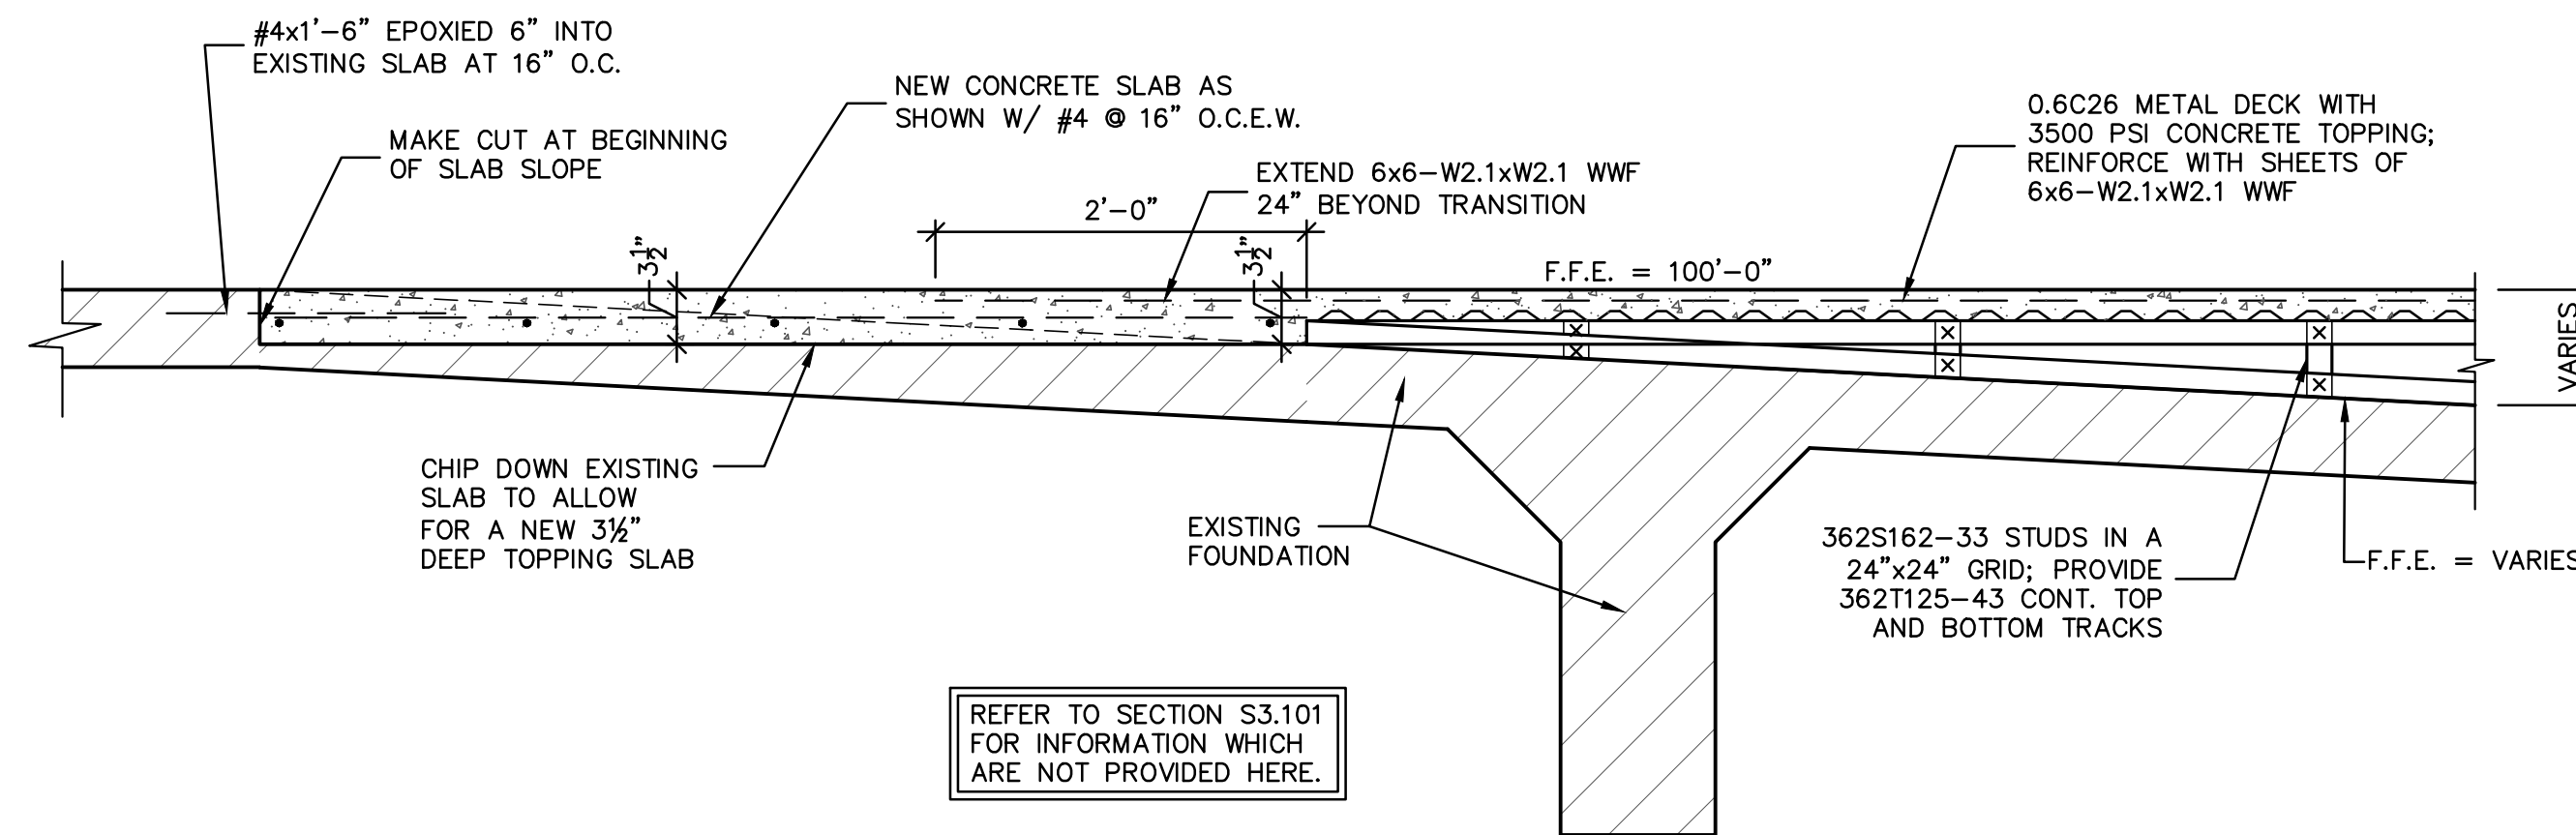 #4x1'-6" EPOXIED 6" INTO
EXISTING SLAB AT 16" O.C.
MAKE CUT AT BEGINNING
OF SLAB SLOPE
NEW CONCRETE SLAB AS
SHOWN W/ #4 @ 16" O.C.E.W.
EXTEND 6x6-W2.1xW2.1 WWF
24" BEYOND TRANSITION
2'-0"
0.6C26 METAL DECK WITH
3500 PSI CONCRETE TOPPING;
REINFORCE WITH SHEETS OF
6x6-W2.1xW2.1 WWF
3½"
3½"
F.F.E. = 100'-0"
VARIES
CHIP DOWN EXISTING
SLAB TO ALLOW
FOR A NEW 3½"
DEEP TOPPING SLAB
EXISTING
FOUNDATION
362S162-33 STUDS IN A
24"x24" GRID; PROVIDE
362T125-43 CONT. TOP
AND BOTTOM TRACKS
F.F.E. = VARIES
REFER TO SECTION S3.101
FOR INFORMATION WHICH
ARE NOT PROVIDED HERE.